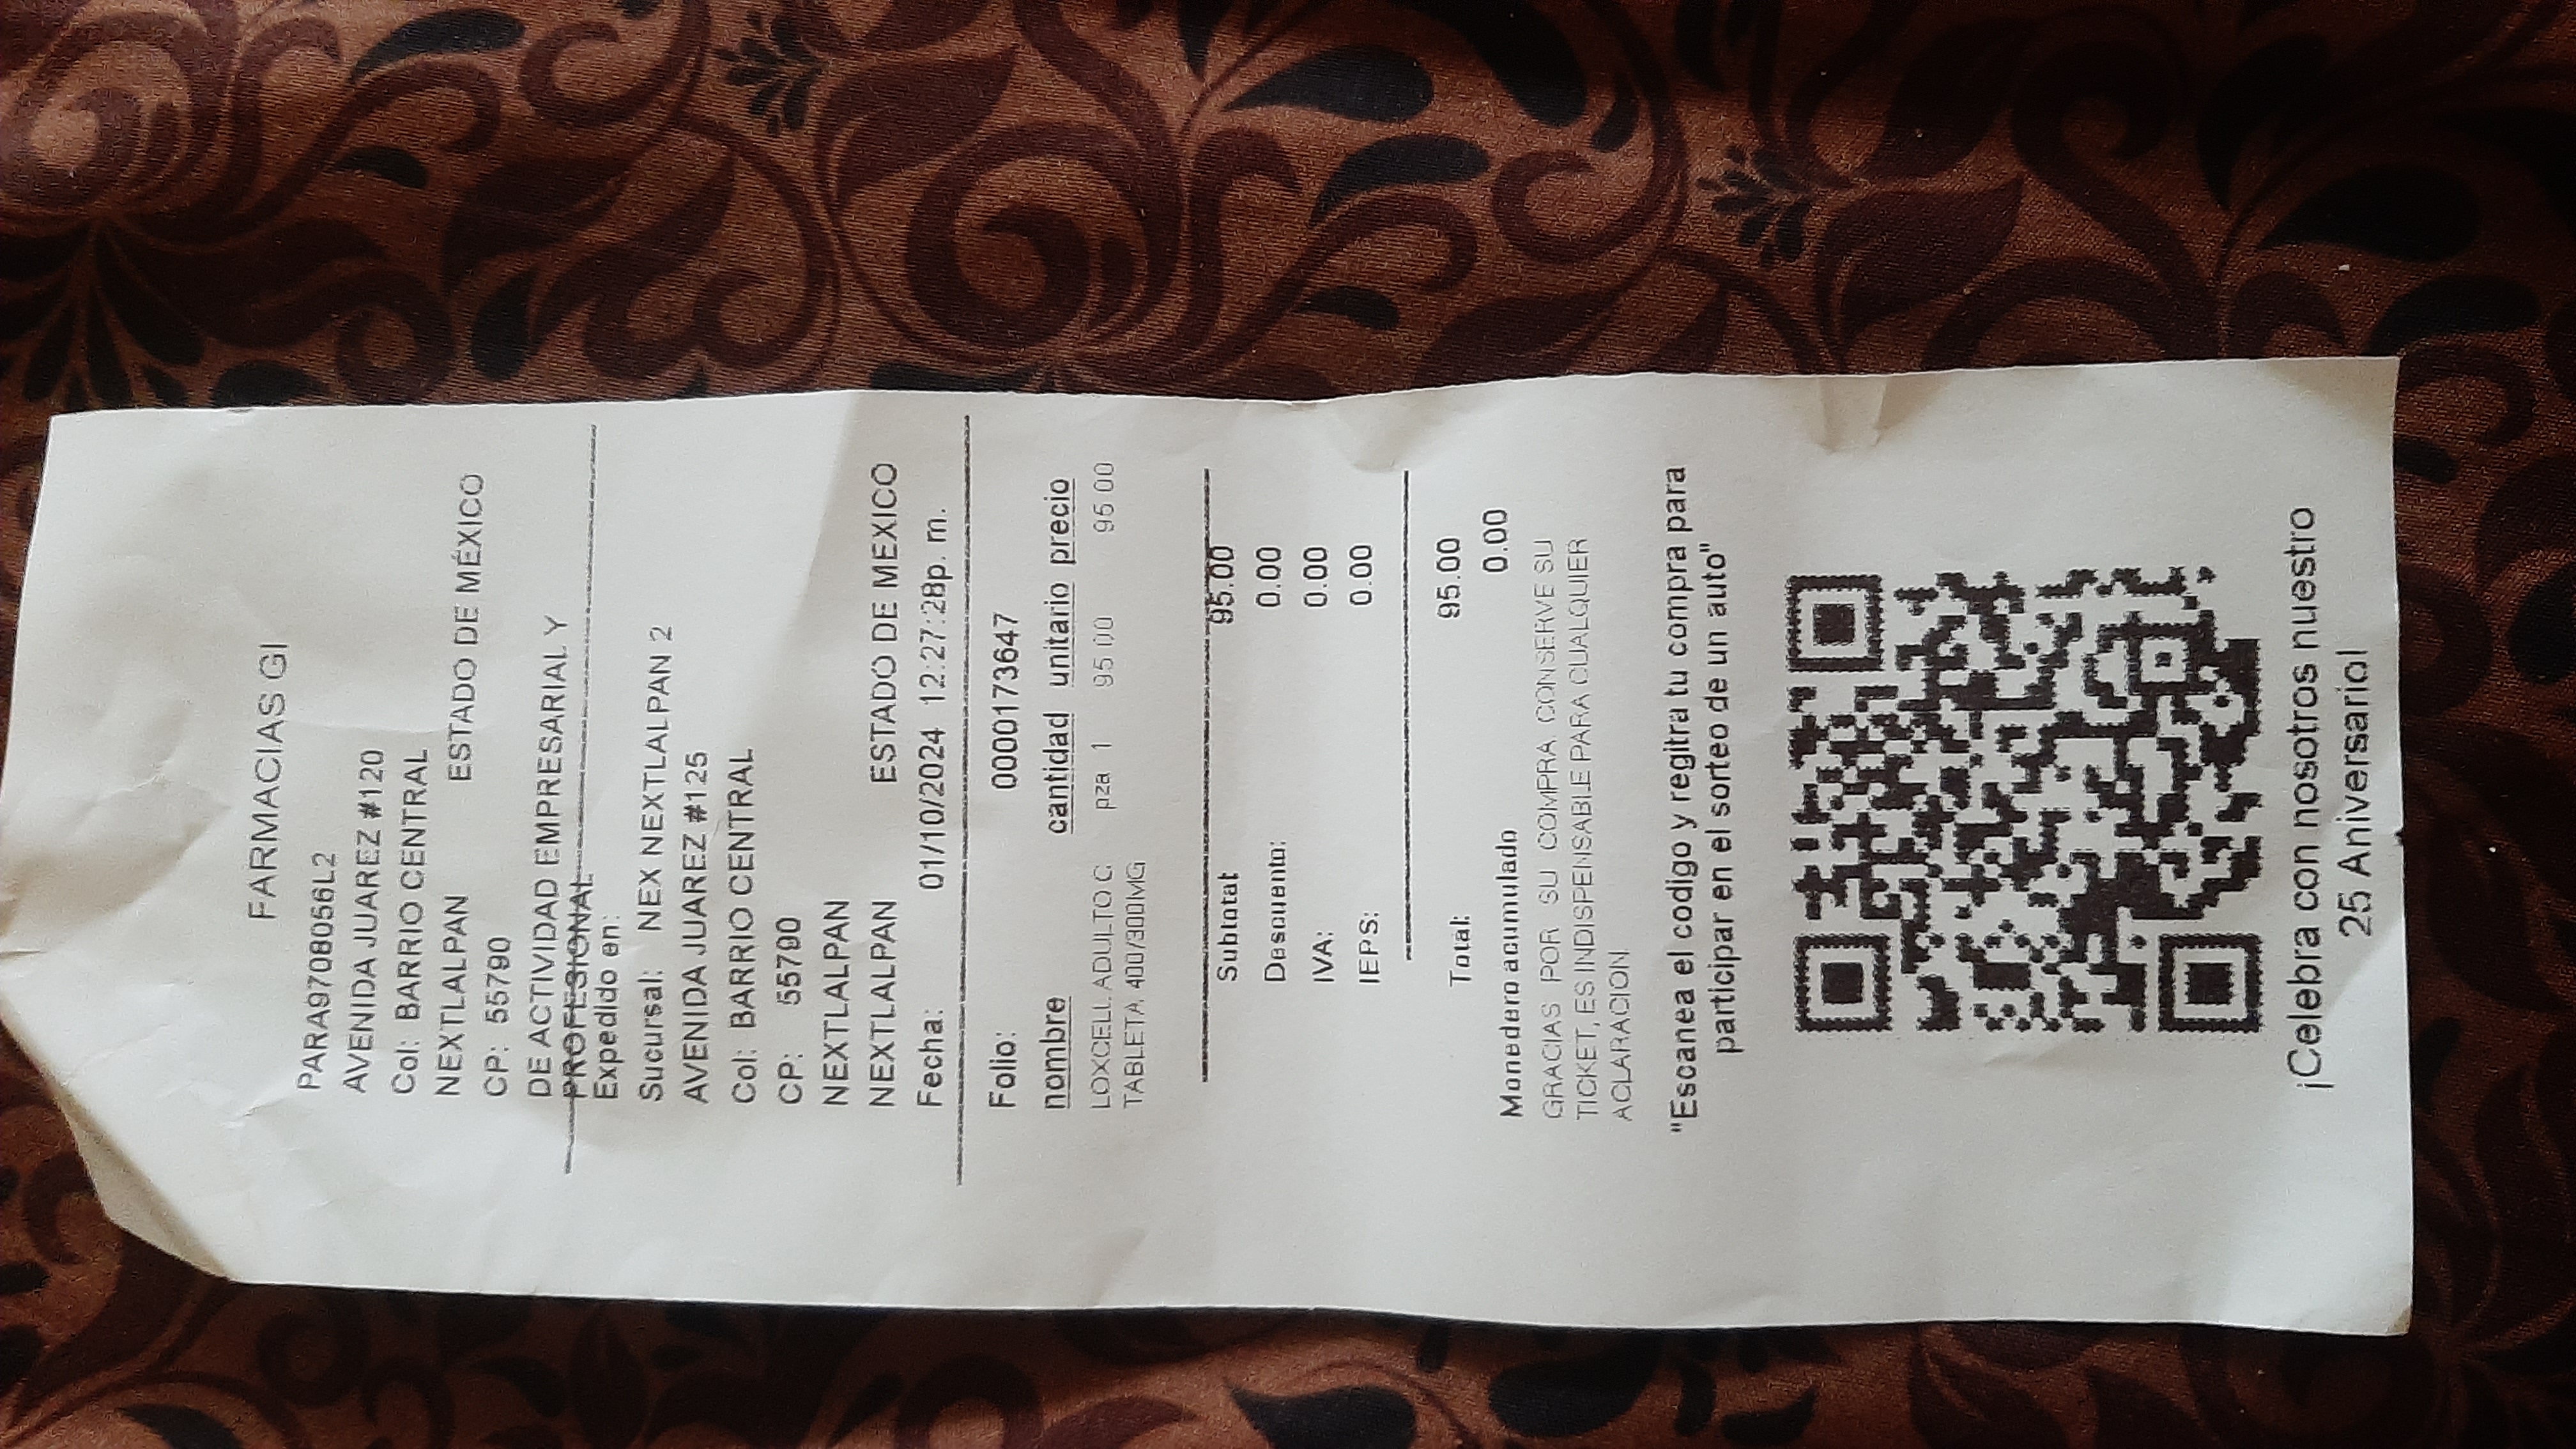 FARMACIAS GI
PARA9708056L2
AVENIDA JUAREZ #120
Col: BARRIO CENTRAL
NEXTLALPAN ESTADO DE MÉXICO
CP: 55790
DE ACTIVIDAD EMPRESARIAL Y
PROFESIONAL
Expedido en:
Sucursal: NEX NEXTLALPAN 2
AVENIDA JUAREZ #125
Col: BARRIO CENTRAL
CP: 55790
NEXTLALPAN
NEXTLALPAN ESTADO DE MEXICO
Fecha: 01/10/2024 12:27:28p. m.
Folio: 0000173647
nombre cantidad unitario precio
LOXCELL ADULTO C. pza 1 95.00 95.00
TABLETA, 400/300MG
Subtotat 95.00
Descuento: 0.00
IVA: 0.00
IEPS: 0.00
Total: 95.00
Monedero acumulado 0.00
GRACIAS POR SU COMPRA, CONSERVE SU
TICKET, ES INDISPENSABLE PARA CUALQUIER
ACLARACION
"Escanea el codigo y regitra tu compra para
participar en el sorteo de un auto"
¡Celebra con nosotros nuestro
25 Aniversario!